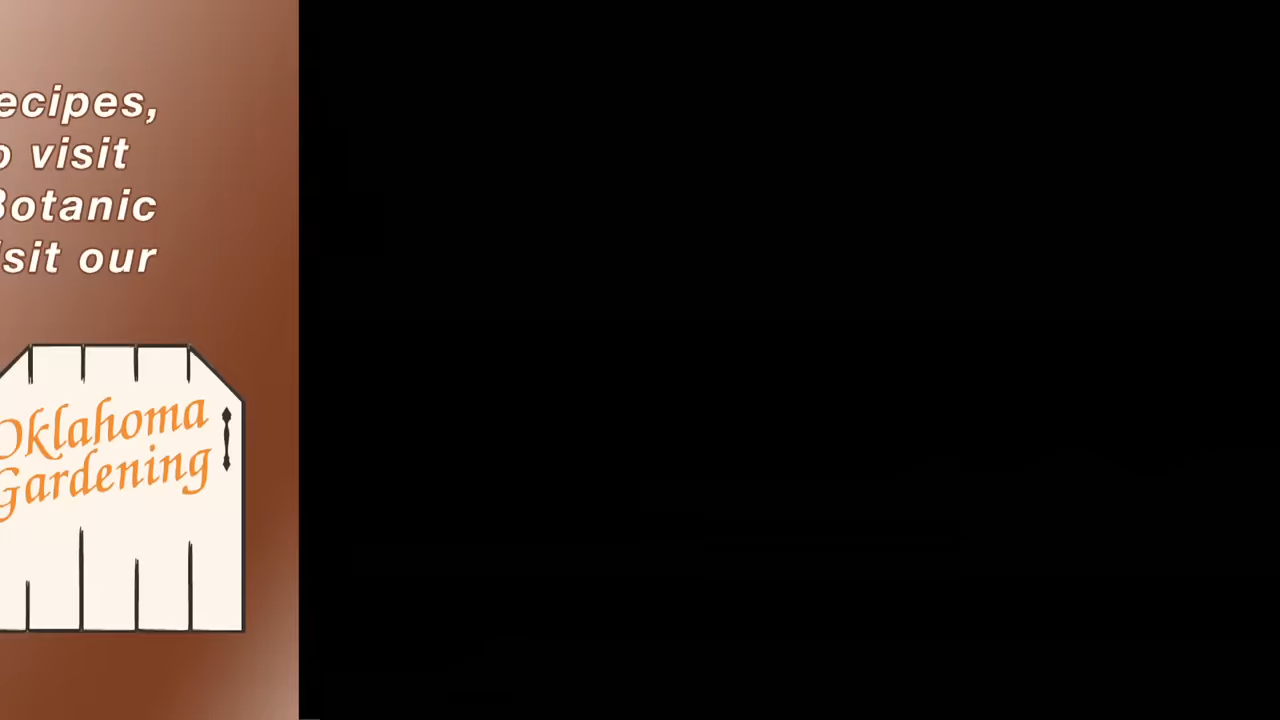 ecipes,
o visit
Botanic
isit our
Oklahoma
Gardening